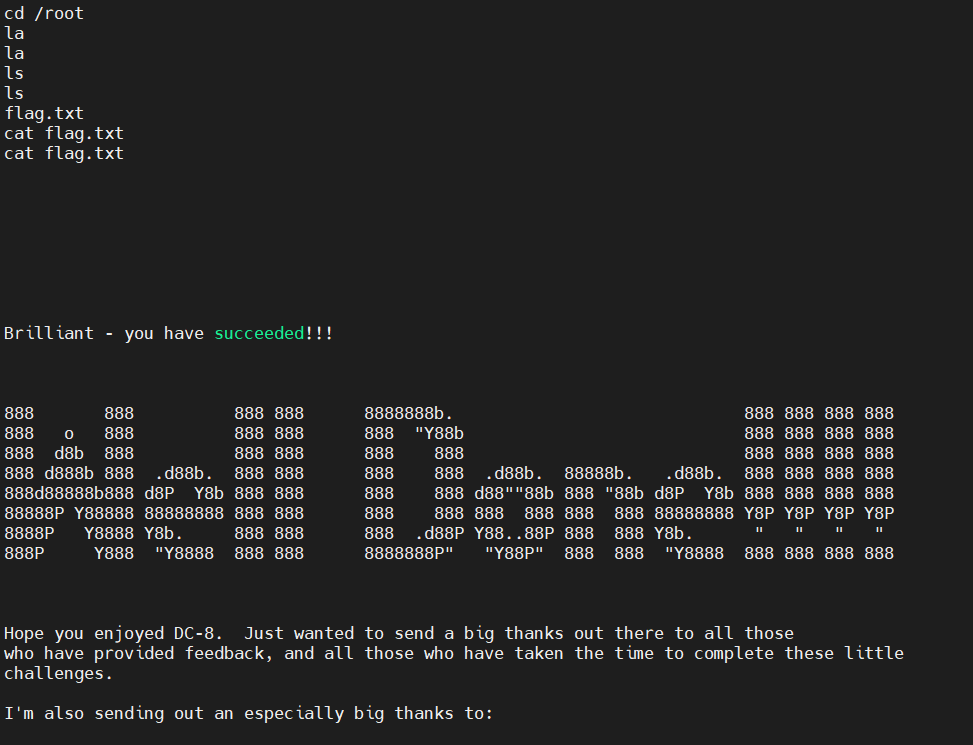 cd /root
la
la
ls
ls
flag.txt
cat flag.txt
cat flag.txt
Brilliant - you have succeeded!!!
888       888          888 888      8888888b.                             888 888 888 888
888   o   888          888 888      888  "Y88b                            888 888 888 888
888  d8b  888          888 888      888    888                            888 888 888 888
888 d888b 888  .d88b.  888 888      888    888  .d88b.  88888b.   .d88b.  888 888 888 888
888d88888b888 d8P  Y8b 888 888      888    888 d88""88b 888 "88b d8P  Y8b 888 888 888 888
88888P Y88888 88888888 888 888      888    888 888  888 888  888 88888888 Y8P Y8P Y8P Y8P
8888P   Y8888 Y8b.     888 888      888  .d88P Y88..88P 888  888 Y8b.      "   "   "   "
888P     Y888  "Y8888  888 888      8888888P"   "Y88P"  888  888  "Y8888  888 888 888 888
Hope you enjoyed DC-8.  Just wanted to send a big thanks out there to all those
who have provided feedback, and all those who have taken the time to complete these little
challenges.
I'm also sending out an especially big thanks to: